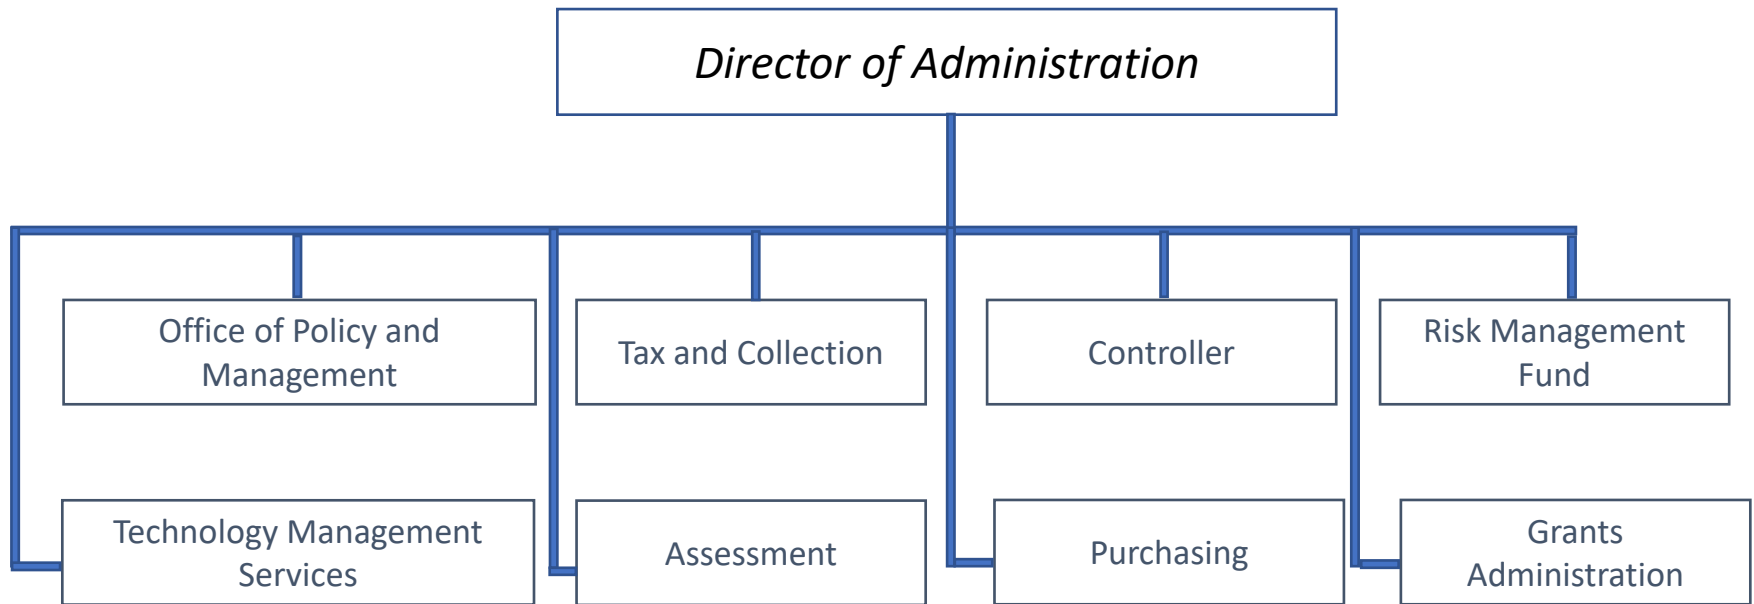 Director of Administration
Office of Policy and
Management
Tax and Collection
Controller
Risk Management
Fund
Technology Management
Services
Assessment
Purchasing
Grants
Administration